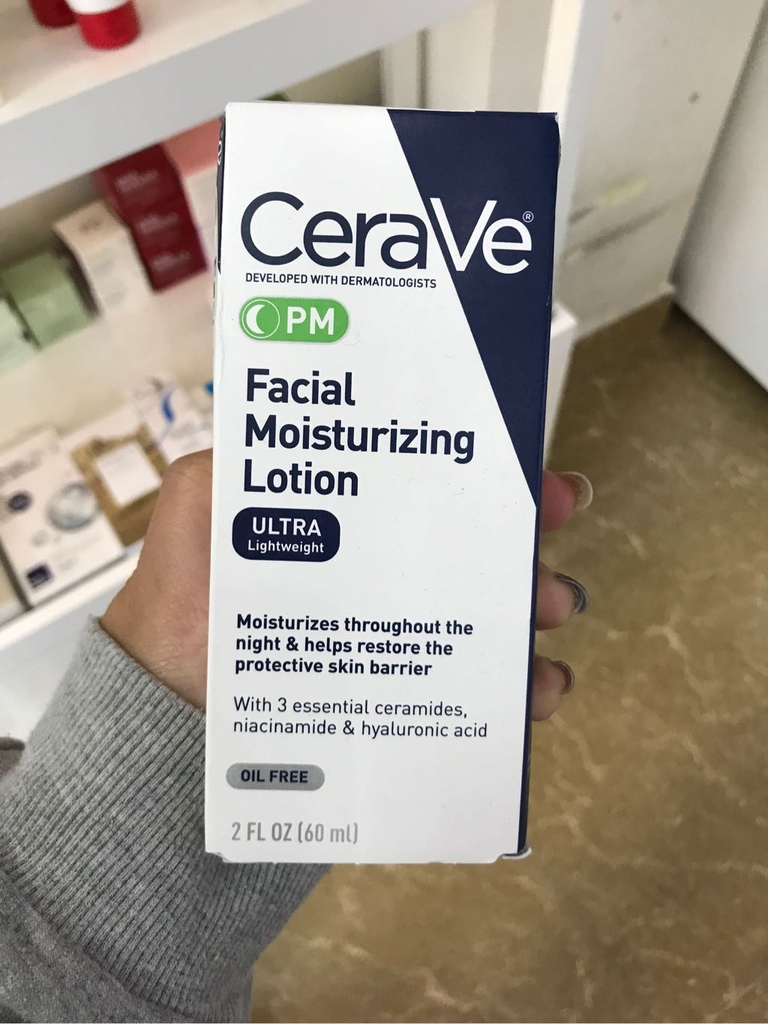 CeraVe®
DEVELOPED WITH DERMATOLOGISTS
PM
Facial
Moisturizing
Lotion
ULTRA
Lightweight
Moisturizes throughout the
night & helps restore the
protective skin barrier
With 3 essential ceramides,
niacinamide & hyaluronic acid
OIL FREE
2 FL OZ (60 ml)